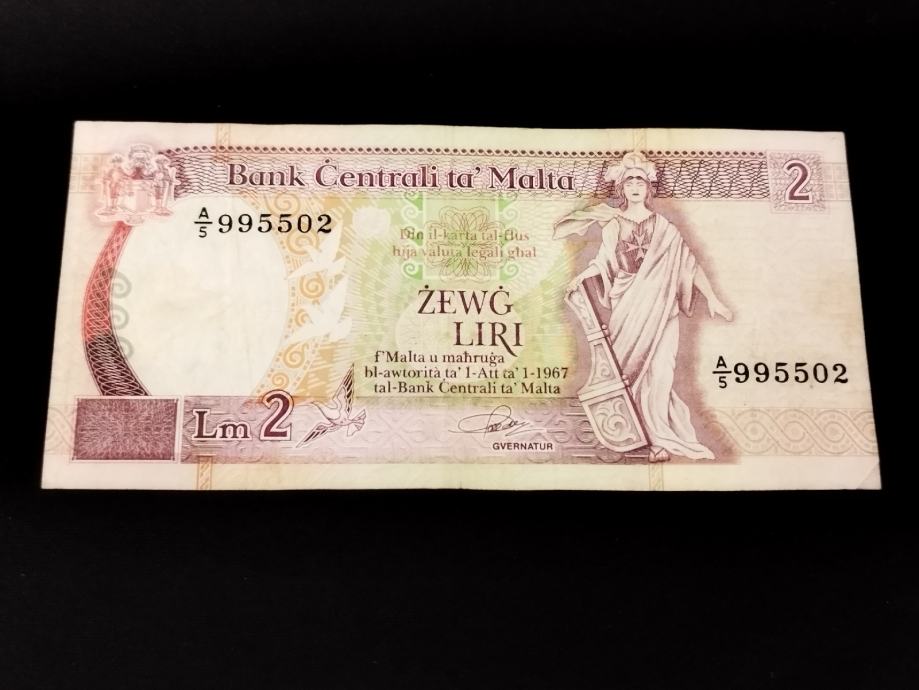 Bank Ċentrali ta' Malta
2
A/5 995502
Din il-karta tal-flus
hija valuta legali għal
ŻEWĠ
LIRI
f'Malta u maħruġa
bl-awtorità ta' l-Att ta' l-1967
tal-Bank Ċentrali ta' Malta
A/5 995502
Lm 2
GVERNATUR